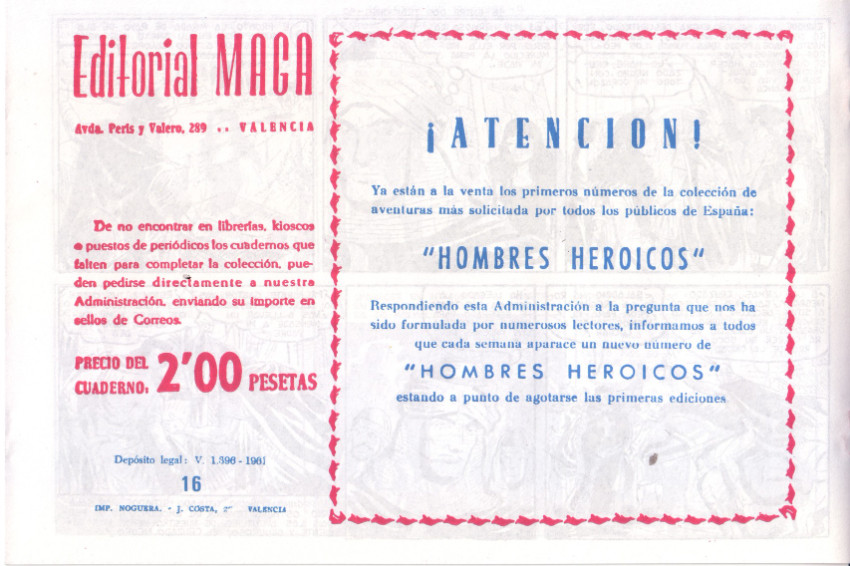 Editorial MAGA
Avda. Peris y Valero, 289 .. VALENCIA
De no encontrar en librerías, kioscos
o puestos de periódicos los cuadernos que
falten para completar la colección, pue-
den pedirse directamente a nuestra
Administración, enviando su importe en
sellos de Correos.
PRECIO DEL
CUADERNO, 2'00 PESETAS
Depósito legal: V. 1.596 - 1961
16
IMP. NOGUERA. - J. COSTA, VALENCIA
¡ATENCION!
Ya están a la venta los primeros números de la colección de
aventuras más solicitada por todos los públicos de España:
"HOMBRES HEROICOS"
Respondiendo esta Administración a la pregunta que nos ha
sido formulada por numerosos lectores, informamos a todos
que cada semana aparace un nuevo número de
"HOMBRES HEROICOS"
estando a punto de agotarse las primeras ediciones